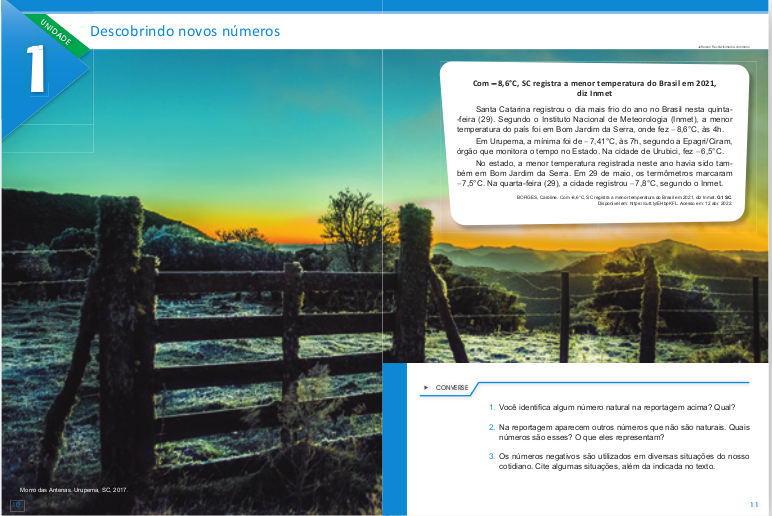 UNIDADE
1
Descobrindo novos números
Com –8,6°C, SC registra a menor temperatura do Brasil em 2021,
diz Inmet
Santa Catarina registrou o dia mais frio do ano no Brasil nesta quinta-
-feira (29). Segundo o Instituto Nacional de Meteorologia (Inmet), a menor
temperatura do país foi em Bom Jardim da Serra, onde fez –8,6°C, às 4h.
Em Urupema, a mínima foi de –7,41°C, às 7h, segundo a Epagri/Ciram,
órgão que monitora o tempo no Estado. Na cidade de Urubici, fez –6,5°C.
No estado, a menor temperatura registrada neste ano havia sido tam-
bém em Bom Jardim da Serra. Em 29 de maio, os termômetros marcaram
–7,5°C. Na quarta-feira (29), a cidade registrou –7,8°C, segundo o Inmet.
BORGES, Caroline. Com -8,6°C, SC registra a menor temperatura do Brasil em 2021, diz Inmet. G1 SC.
Disponível em: Acesso em: 12 abr. 2022.
CONVERSE
1. Você identifica algum número natural na reportagem acima? Qual?
2. Na reportagem aparecem outros números que não são naturais. Quais
números são esses? O que eles representam?
3. Os números negativos são utilizados em diversas situações do nosso
cotidiano. Cite algumas situações, além da indicada no texto.
Morro das Antenas, Urupema, SC, 2017.
10
11